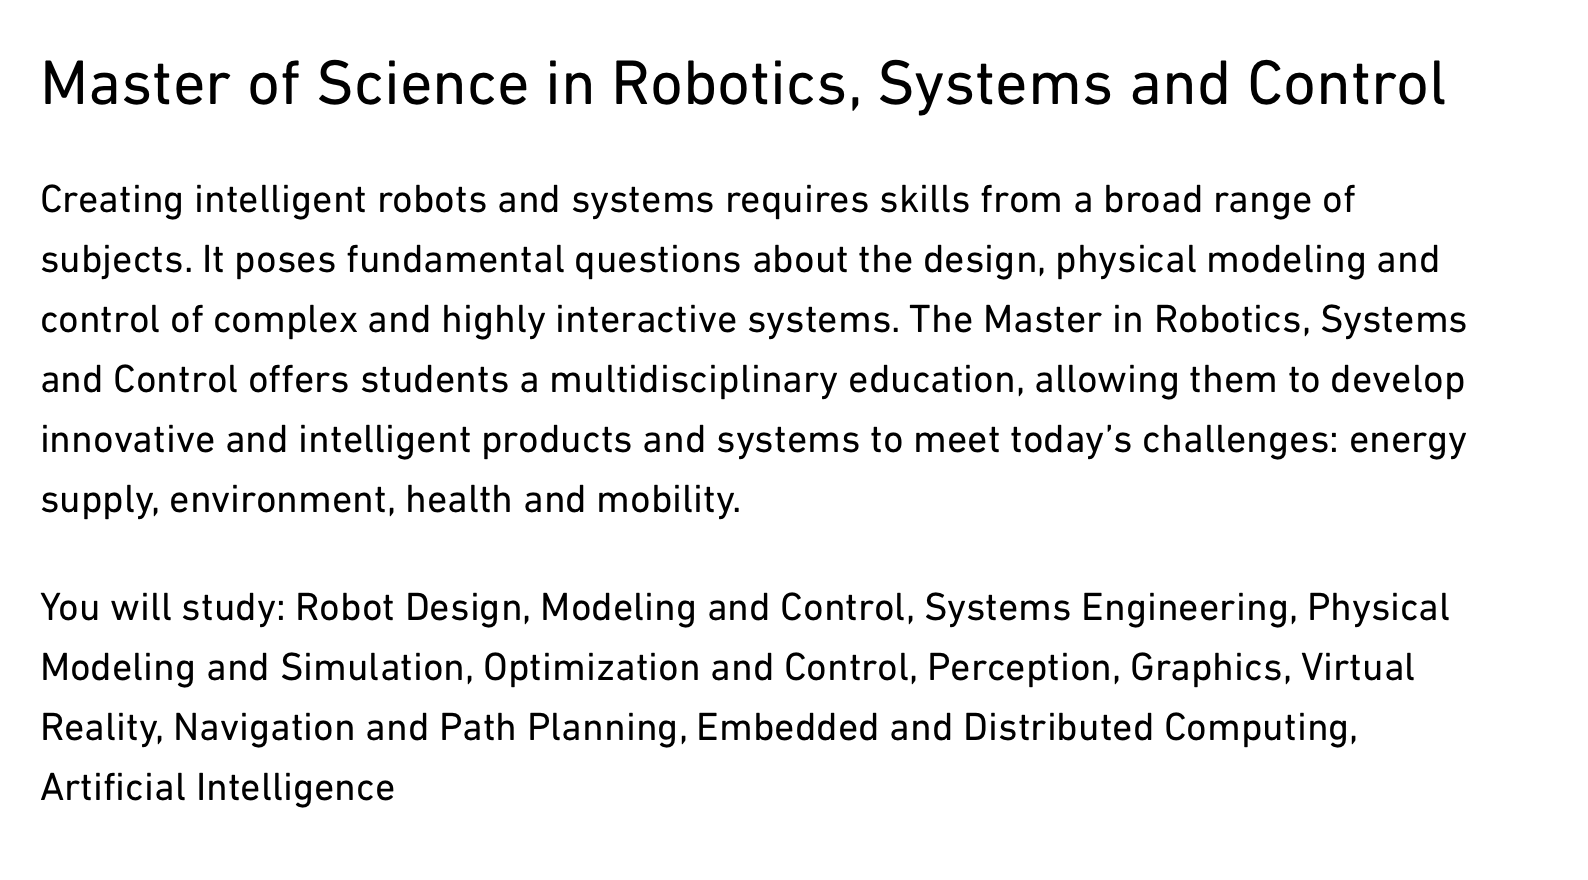 Master of Science in Robotics, Systems and Control
Creating intelligent robots and systems requires skills from a broad range of
subjects. It poses fundamental questions about the design, physical modeling and
control of complex and highly interactive systems. The Master in Robotics, Systems
and Control offers students a multidisciplinary education, allowing them to develop
innovative and intelligent products and systems to meet today’s challenges: energy
supply, environment, health and mobility.
You will study: Robot Design, Modeling and Control, Systems Engineering, Physical
Modeling and Simulation, Optimization and Control, Perception, Graphics, Virtual
Reality, Navigation and Path Planning, Embedded and Distributed Computing,
Artificial Intelligence